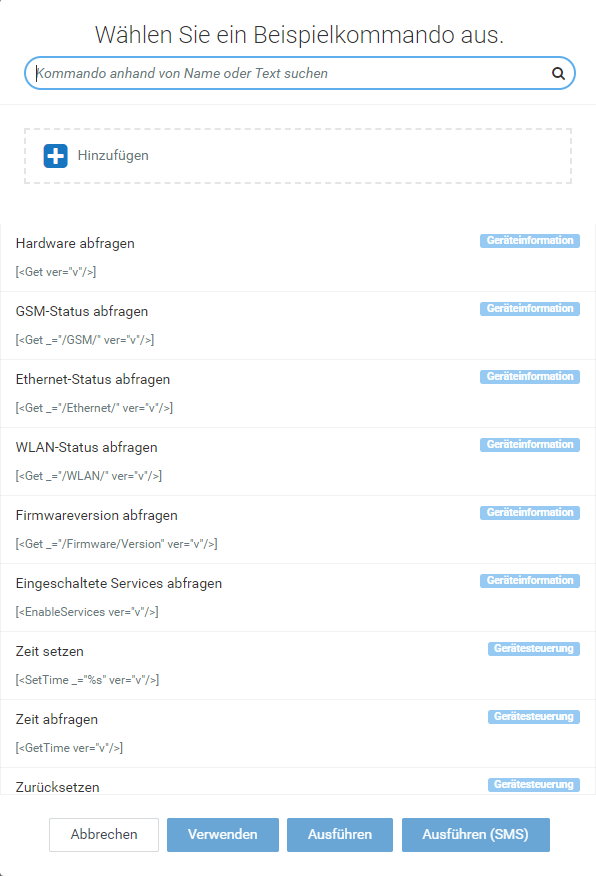 Wählen Sie ein Beispielkommando aus.
Kommando anhand von Name oder Text suchen
Hinzufügen
Hardware abfragen Geräteinformation
[<Get ver="v"/>]
GSM-Status abfragen Geräteinformation
[<Get _="/GSM/" ver="v"/>]
Ethernet-Status abfragen Geräteinformation
[<Get _="/Ethernet/" ver="v"/>]
WLAN-Status abfragen Geräteinformation
[<Get _="/WLAN/" ver="v"/>]
Firmwareversion abfragen Geräteinformation
[<Get _="/Firmware/Version" ver="v"/>]
Eingeschaltete Services abfragen Geräteinformation
[<EnableServices ver="v"/>]
Zeit setzen Gerätesteuerung
[<SetTime _="%s" ver="v"/>]
Zeit abfragen Gerätesteuerung
[<GetTime ver="v"/>]
Zurücksetzen Gerätesteuerung
Abbrechen Verwenden Ausführen Ausführen (SMS)